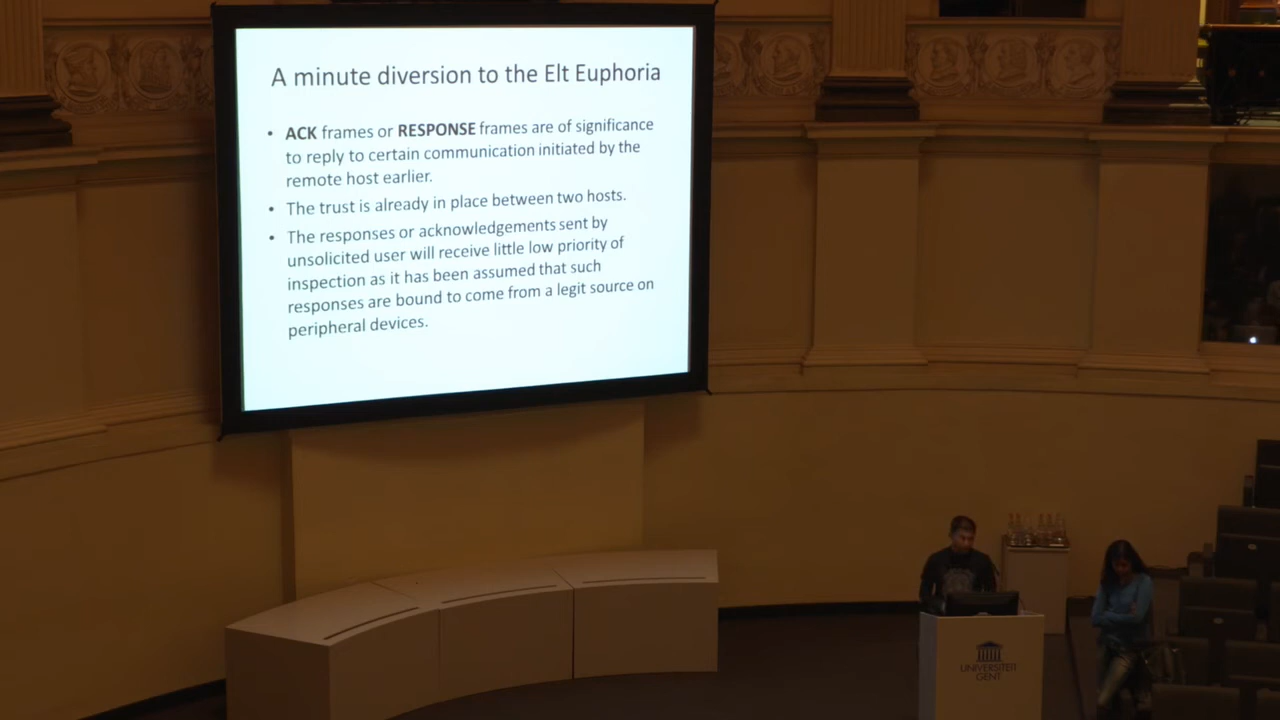 A minute diversion to the Elt Euphoria
• ACK frames or RESPONSE frames are of significance
to reply to certain communication initiated by the
remote host earlier.
• The trust is already in place between two hosts.
• The responses or acknowledgements sent by
unsolicited user will receive little low priority of
inspection as it has been assumed that such
responses are bound to come from a legit source on
peripheral devices.
UNIVERSITEIT
GENT